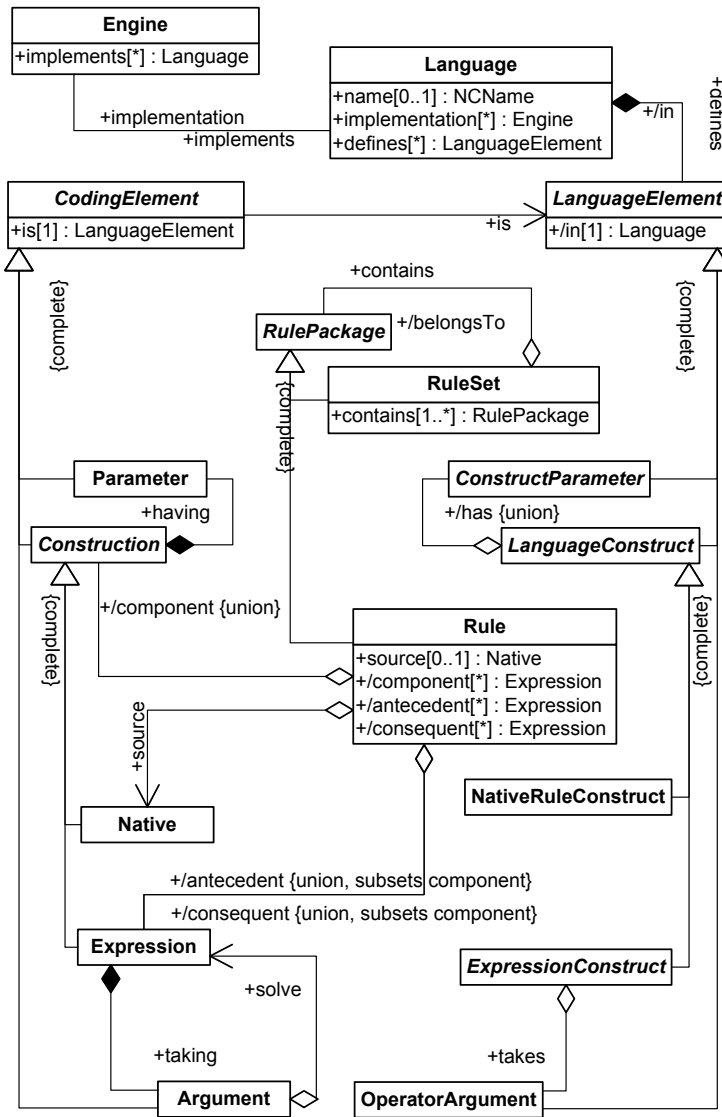 Engine
+implements[*] : Language
Language
+name[0..1] : NCName
+implementation[*] : Engine
+defines[*] : LanguageElement
+implementation
+implements
+/in
+defines
CodingElement
+is[1] : LanguageElement
+is
LanguageElement
+/in[1] : Language
{complete}
+contains
RulePackage
+/belongsTo
{complete}
RuleSet
+contains[1..*] : RulePackage
{complete}
Parameter
+having
Construction
ConstructParameter
+/has {union}
LanguageConstruct
{complete}
+/component {union}
Rule
+source[0..1] : Native
+/component[*] : Expression
+/antecedent[*] : Expression
+/consequent[*] : Expression
{complete}
+source
Native
NativeRuleConstruct
+/antecedent {union, subsets component}
+/consequent {union, subsets component}
Expression
+solve
ExpressionConstruct
+taking
+takes
Argument
OperatorArgument